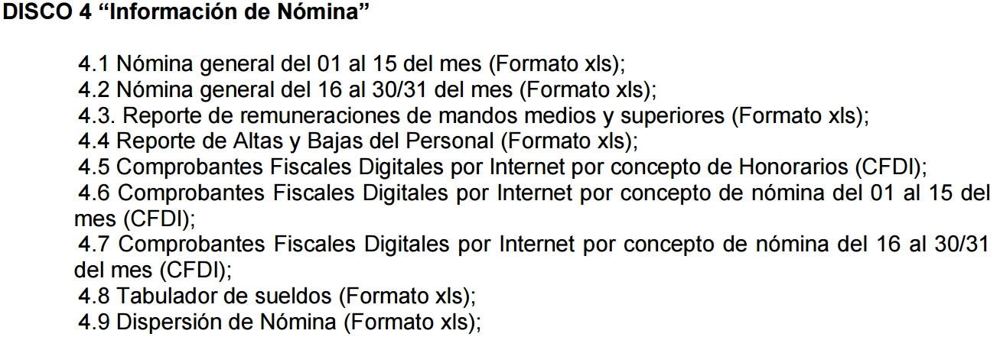 DISCO 4 “Información de Nómina”
4.1 Nómina general del 01 al 15 del mes (Formato xls);
4.2 Nómina general del 16 al 30/31 del mes (Formato xls);
4.3. Reporte de remuneraciones de mandos medios y superiores (Formato xls);
4.4 Reporte de Altas y Bajas del Personal (Formato xls);
4.5 Comprobantes Fiscales Digitales por Internet por concepto de Honorarios (CFDI);
4.6 Comprobantes Fiscales Digitales por Internet por concepto de nómina del 01 al 15 del
mes (CFDI);
4.7 Comprobantes Fiscales Digitales por Internet por concepto de nómina del 16 al 30/31
del mes (CFDI);
4.8 Tabulador de sueldos (Formato xls);
4.9 Dispersión de Nómina (Formato xls);